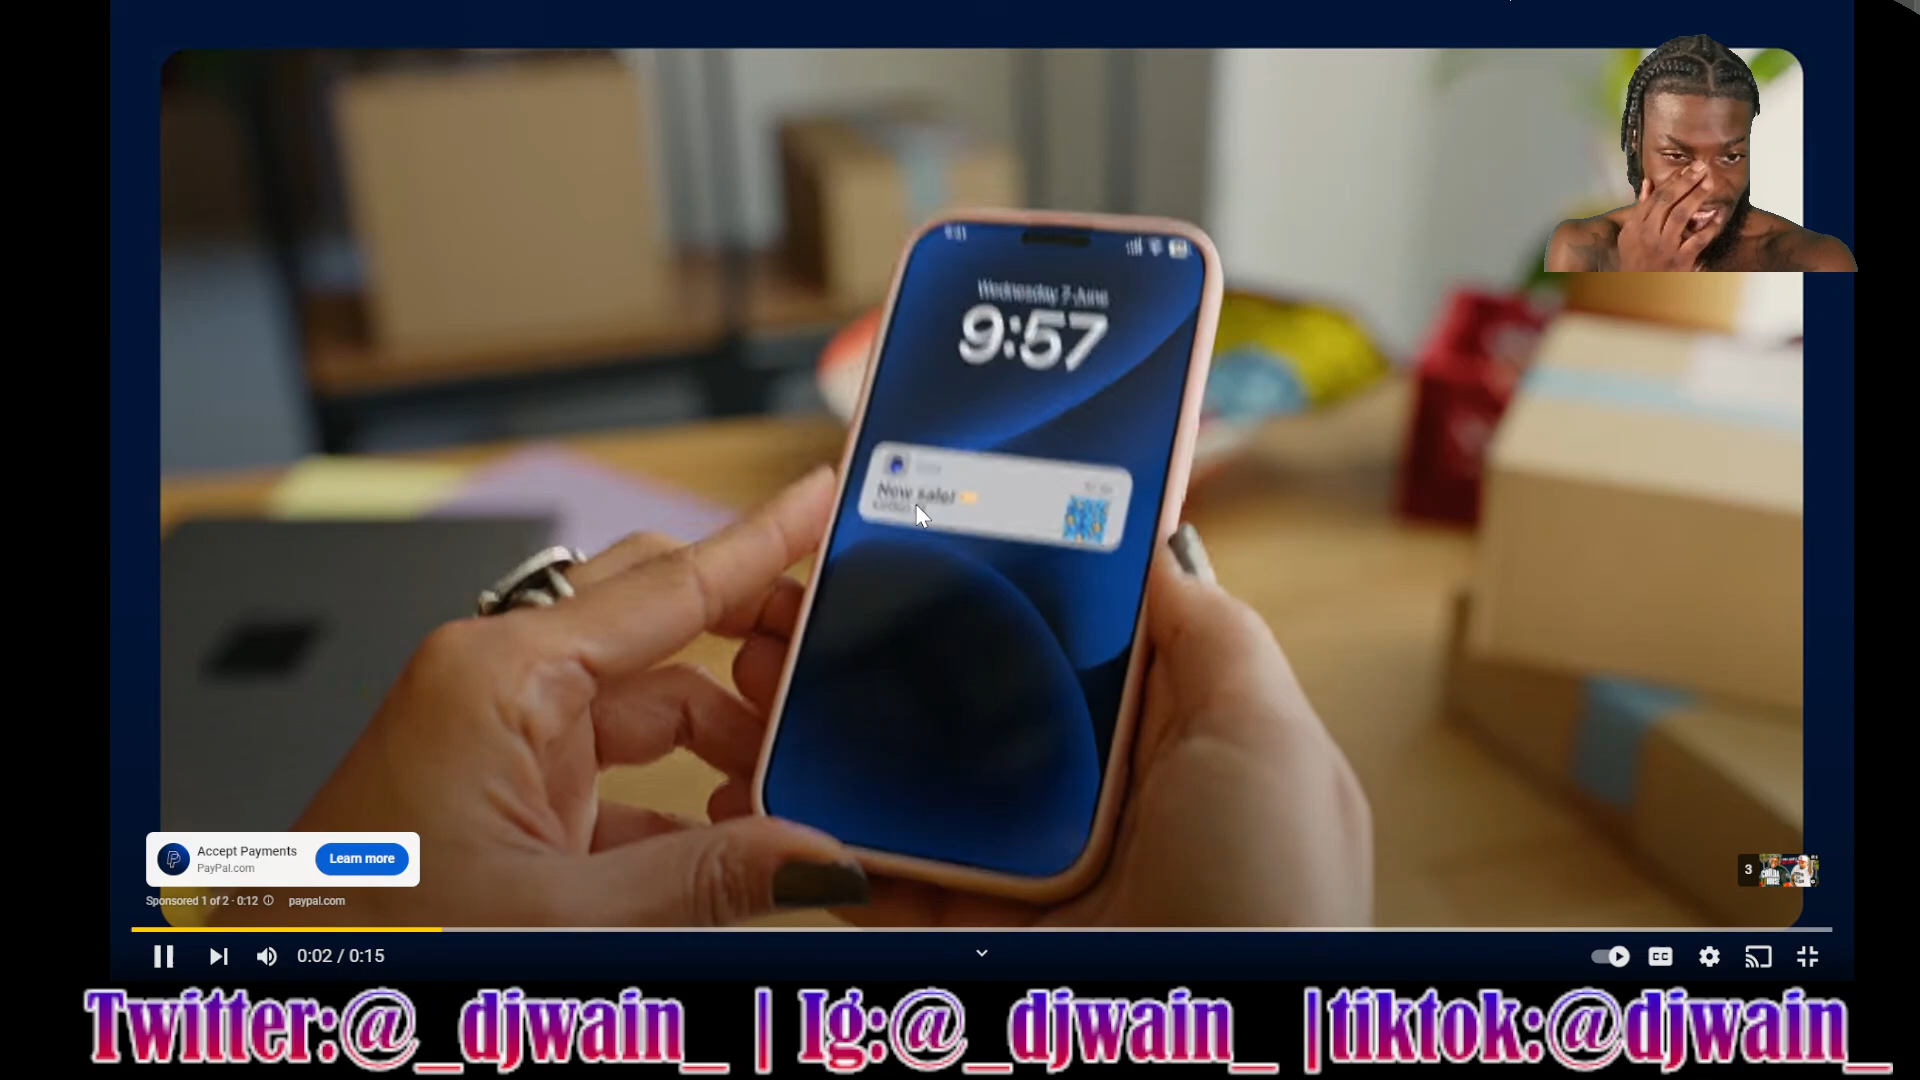 Wednesday 7 June
9:57
New sale!
Accept Payments
PayPal.com
Learn more
Sponsored 1 of 2 · 0:12
paypal.com
3
0:02 / 0:15
CC
Twitter:@_djwain_ | Ig:@_djwain_ |tiktok:@djwain_